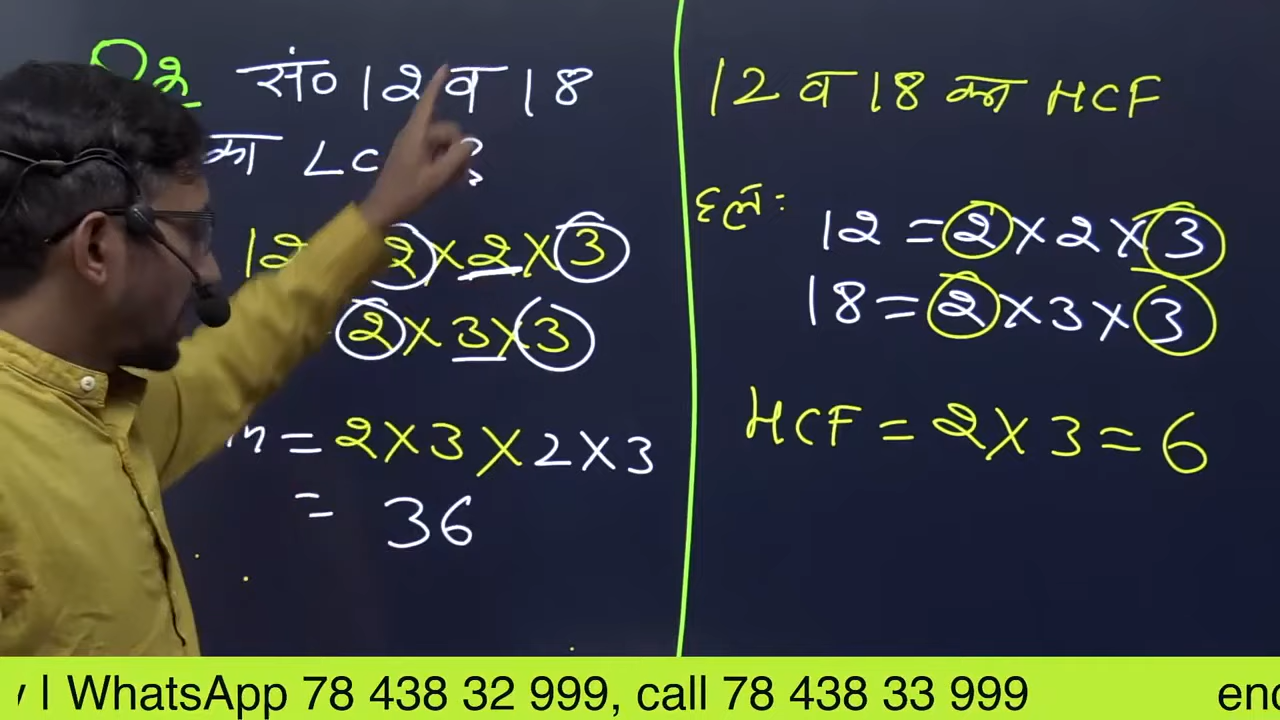 सं० 12 व 18
का LC ?
12 2 × 2 × 3
2 × 3 × 3
= 2 × 3 × 2 × 3
= 36
12 व 18 का HCF
हल:
12 = 2 × 2 × 3
18 = 2 × 3 × 3
HCF = 2 × 3 = 6
| WhatsApp 78 438 32 999, call 78 438 33 999